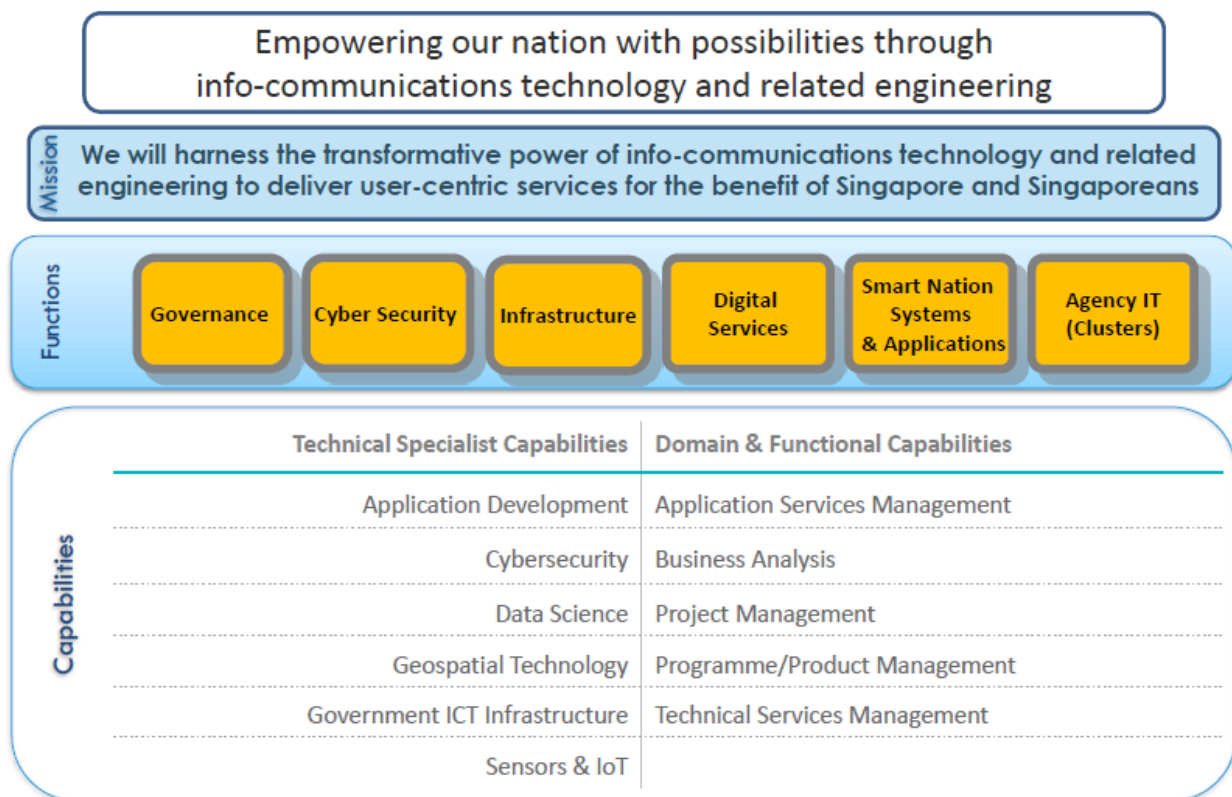 Empowering our nation with possibilities through
info-communications technology and related engineering
Mission
We will harness the transformative power of info-communications technology and related
engineering to deliver user-centric services for the benefit of Singapore and Singaporeans
Functions
Governance
Cyber Security
Infrastructure
Digital
Services
Smart Nation
Systems
& Applications
Agency IT
(Clusters)
Capabilities
Technical Specialist Capabilities Domain & Functional Capabilities
Application Development Application Services Management
Cybersecurity Business Analysis
Data Science Project Management
Geospatial Technology Programme/Product Management
Government ICT Infrastructure Technical Services Management
Sensors & IoT